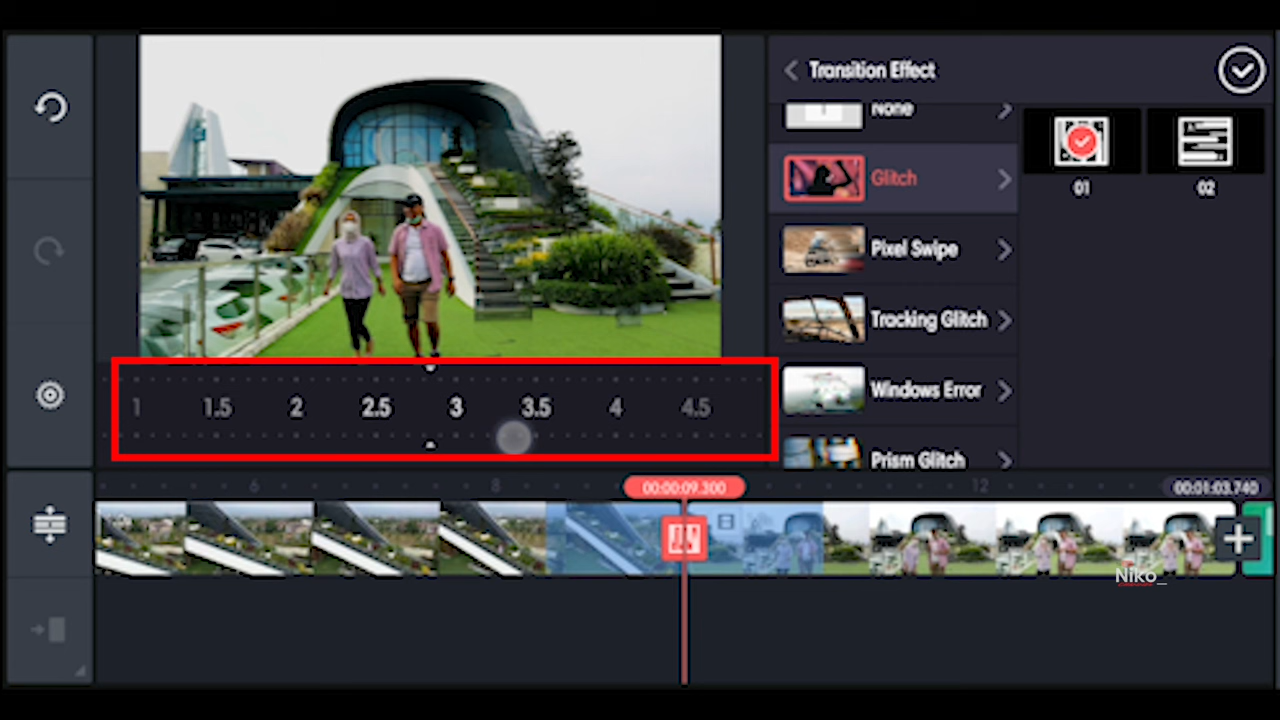 Transition Effect
None
Glitch
01
02
Pixel Swipe
Tracking Glitch
Windows Error
Prism Glitch
1
1.5
2
2.5
3
3.5
4
4.5
6
8
00:00:09.300
12
00:01:03.740
Niko_